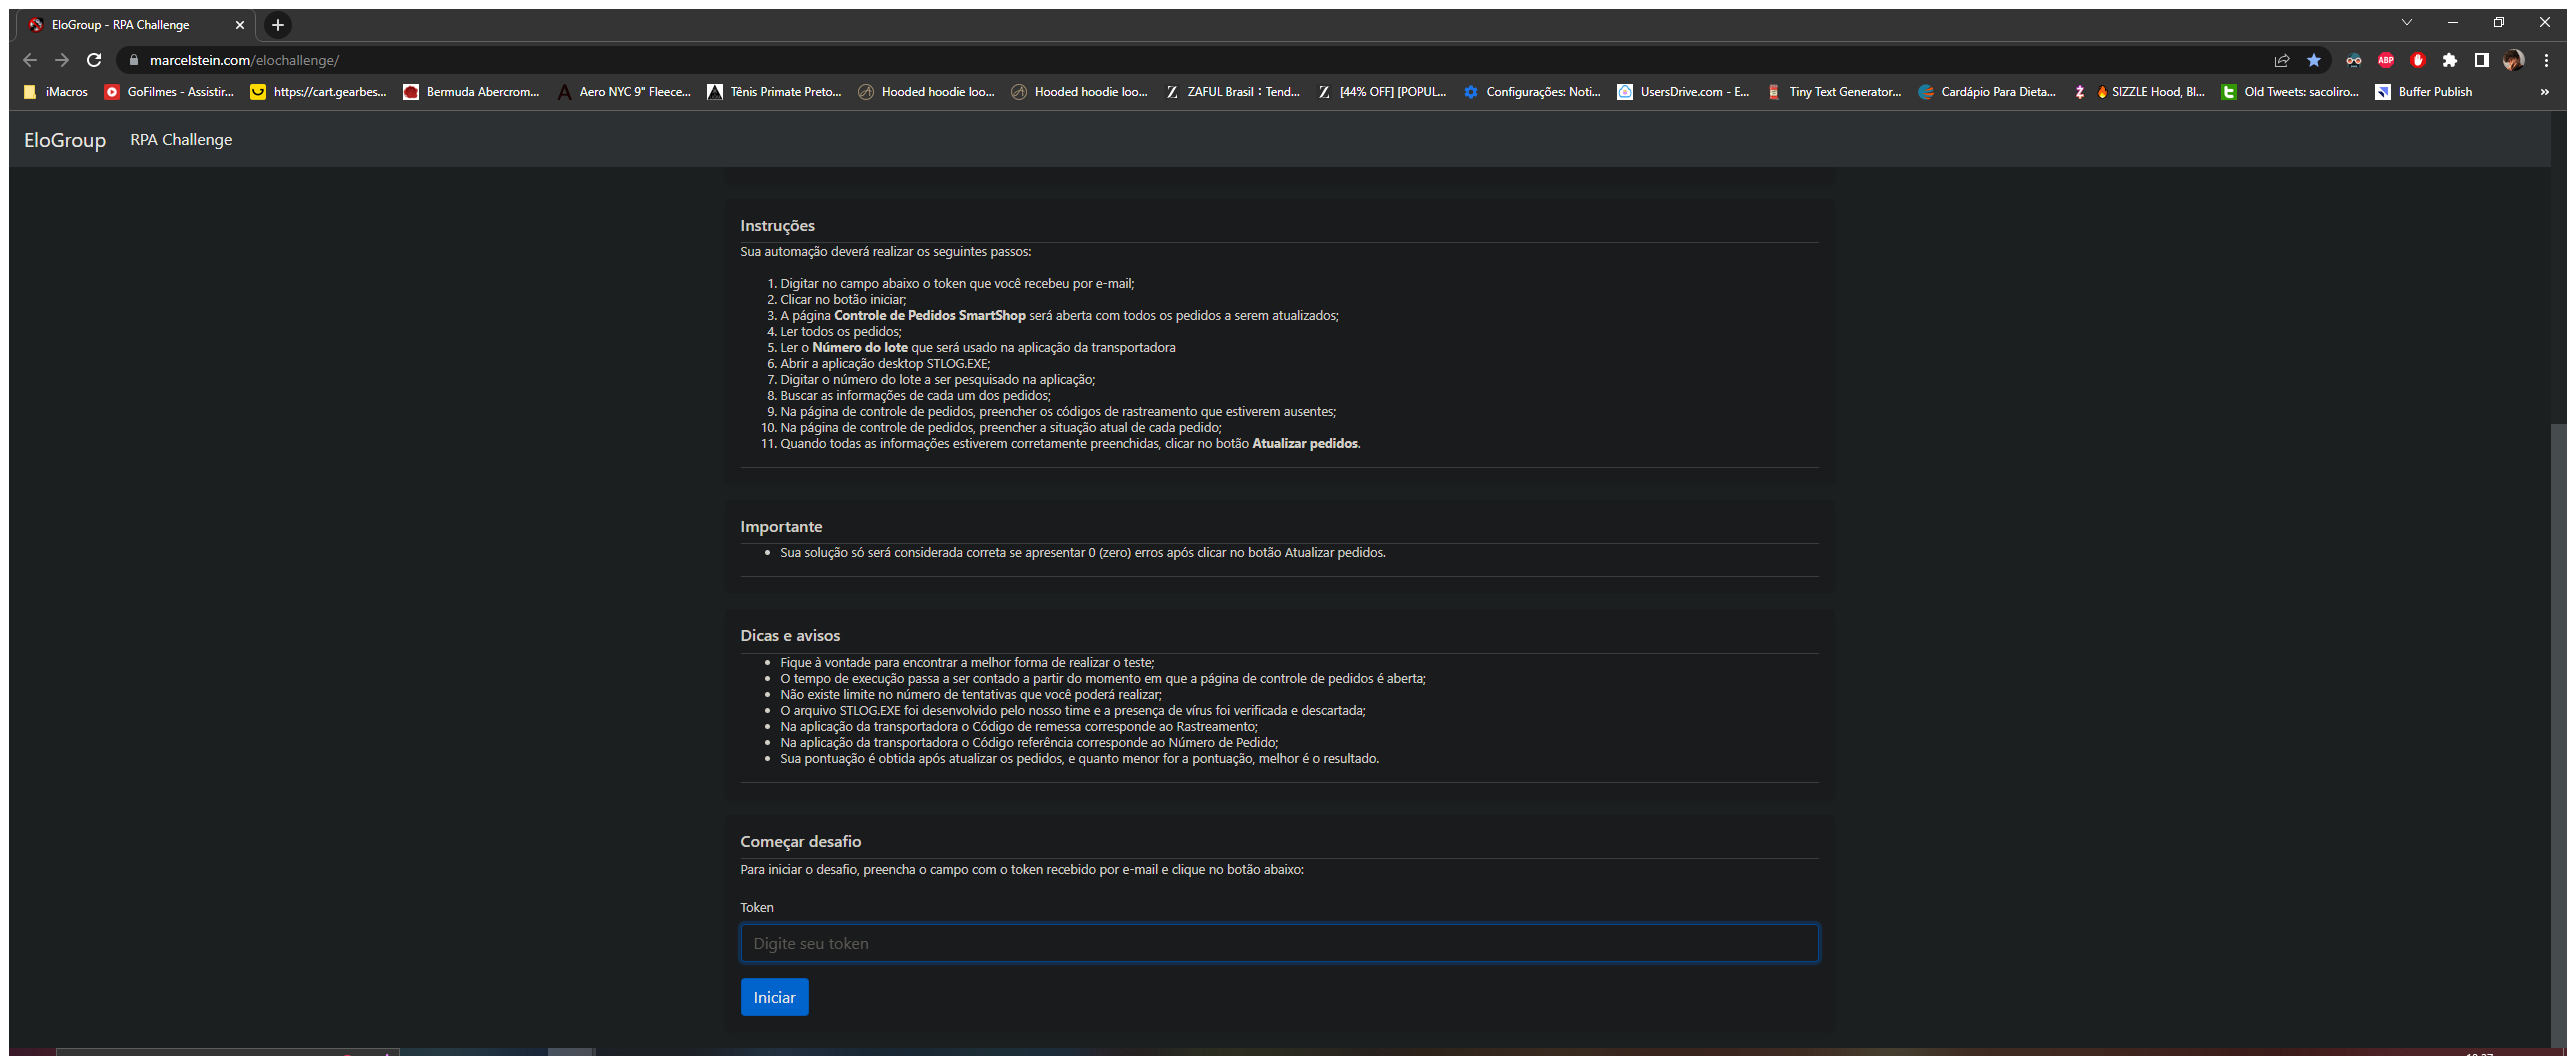 EloGroup - RPA Challenge
marcelstein.com/elochallenge/
ABP
iMacros
GoFilmes - Assistir...
https://cart.gearbes...
Bermuda Abercrom...
Aero NYC 9" Fleece...
Tênis Primate Preto...
Hooded hoodie loo...
Hooded hoodie loo...
ZAFUL Brasil : Tend...
[44% OFF] [POPUL...
Configurações: Noti...
UsersDrive.com - E...
Tiny Text Generator...
Cardápio Para Dieta...
SIZZLE Hood, Bl...
Old Tweets: sacoliro...
Buffer Publish
»
EloGroup RPA Challenge
Instruções
Sua automação deverá realizar os seguintes passos:
1. Digitar no campo abaixo o token que você recebeu por e-mail;
2. Clicar no botão iniciar;
3. A página Controle de Pedidos SmartShop será aberta com todos os pedidos a serem atualizados;
4. Ler todos os pedidos;
5. Ler o Número do lote que será usado na aplicação da transportadora
6. Abrir a aplicação desktop STLOG.EXE;
7. Digitar o número do lote a ser pesquisado na aplicação;
8. Buscar as informações de cada um dos pedidos;
9. Na página de controle de pedidos, preencher os códigos de rastreamento que estiverem ausentes;
10. Na página de controle de pedidos, preencher a situação atual de cada pedido;
11. Quando todas as informações estiverem corretamente preenchidas, clicar no botão Atualizar pedidos.
Importante
• Sua solução só será considerada correta se apresentar 0 (zero) erros após clicar no botão Atualizar pedidos.
Dicas e avisos
• Fique à vontade para encontrar a melhor forma de realizar o teste;
• O tempo de execução passa a ser contado a partir do momento em que a página de controle de pedidos é aberta;
• Não existe limite no número de tentativas que você poderá realizar;
• O arquivo STLOG.EXE foi desenvolvido pelo nosso time e a presença de vírus foi verificada e descartada;
• Na aplicação da transportadora o Código de remessa corresponde ao Rastreamento;
• Na aplicação da transportadora o Código referência corresponde ao Número de Pedido;
• Sua pontuação é obtida após atualizar os pedidos, e quanto menor for a pontuação, melhor é o resultado.
Começar desafio
Para iniciar o desafio, preencha o campo com o token recebido por e-mail e clique no botão abaixo:
Token
Digite seu token
Iniciar